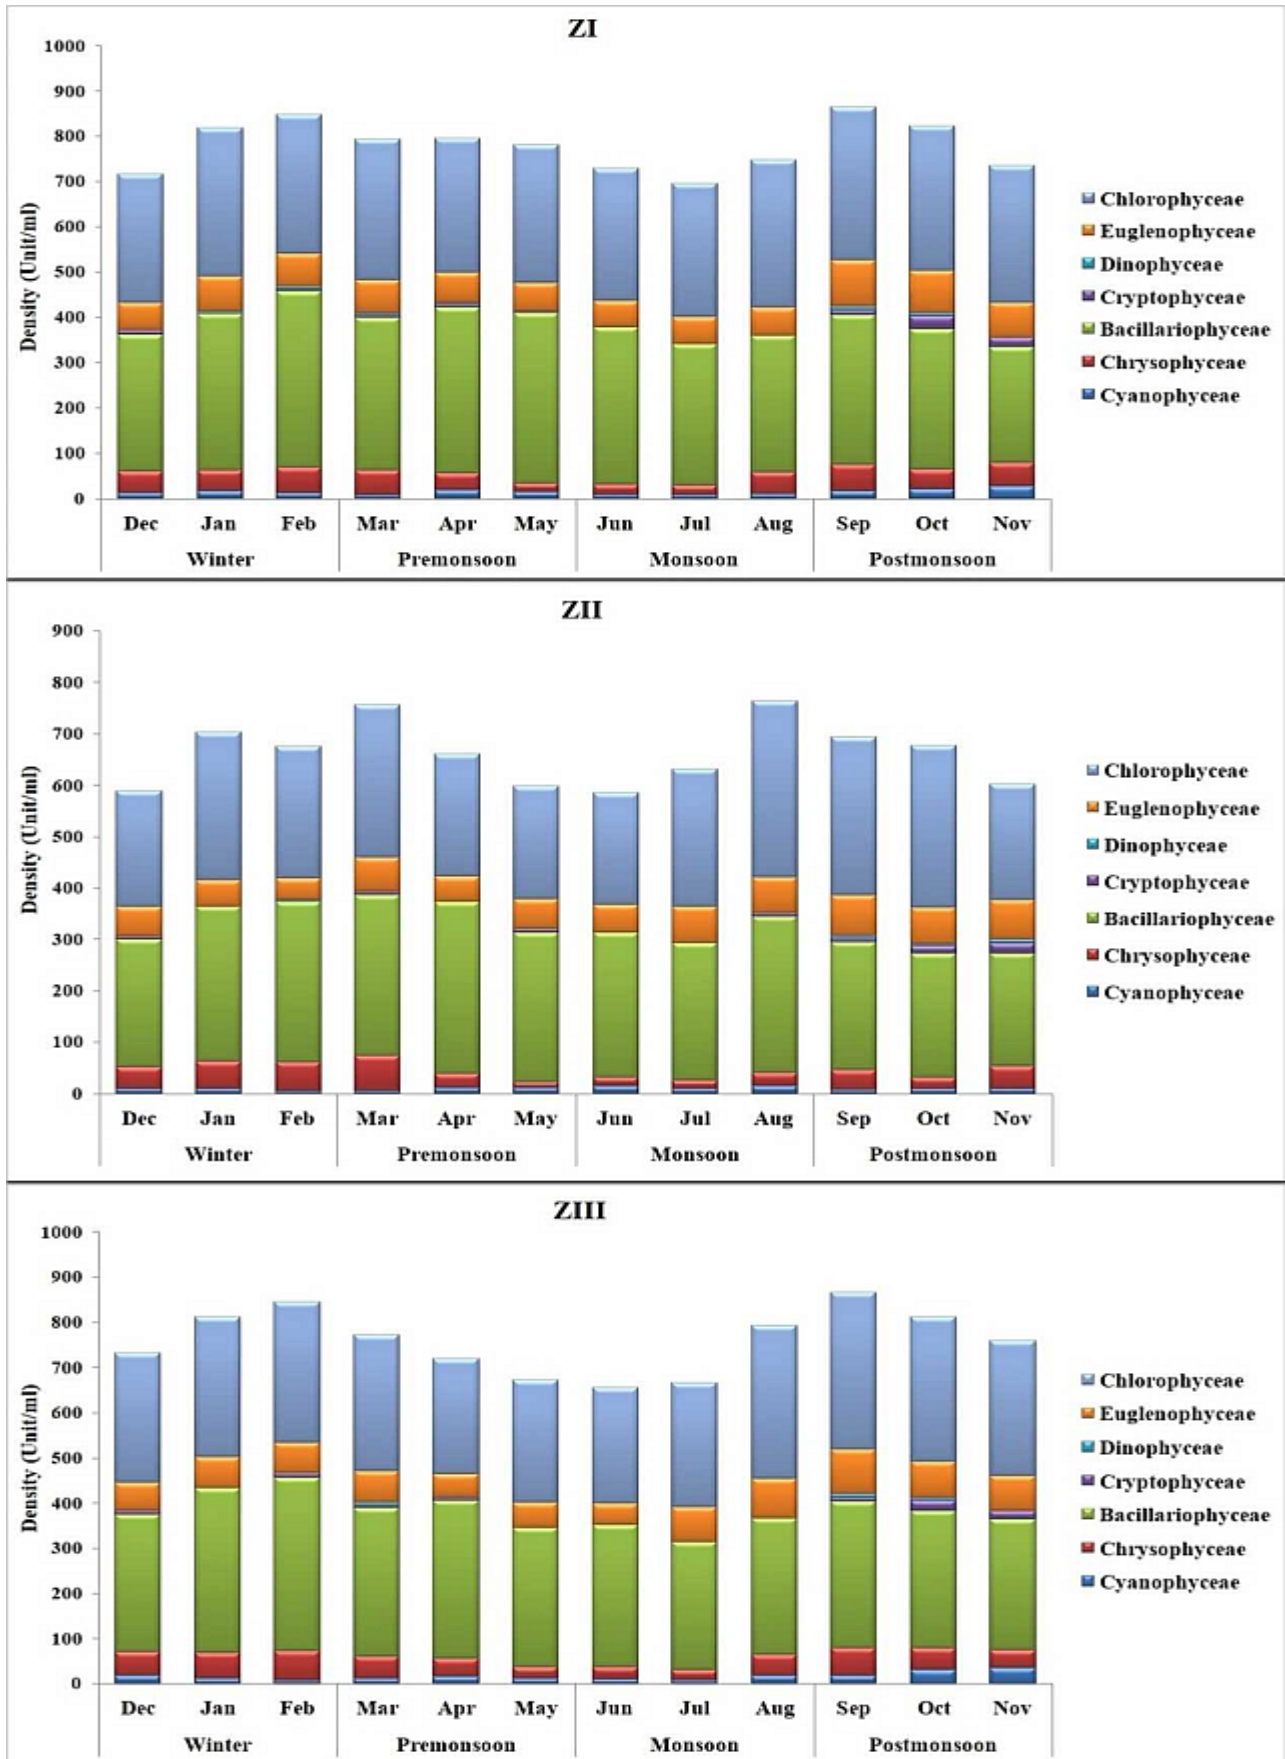 ZI
Density (Unit/ml)
1000
900
800
700
600
500
400
300
200
100
0
Dec Jan Feb Mar Apr May Jun Jul Aug Sep Oct Nov
Winter Premonsoon Monsoon Postmonsoon
Chlorophyceae
Euglenophyceae
Dinophyceae
Cryptophyceae
Bacillariophyceae
Chrysophyceae
Cyanophyceae
ZII
Density (Unit/ml)
900
800
700
600
500
400
300
200
100
0
Dec Jan Feb Mar Apr May Jun Jul Aug Sep Oct Nov
Winter Premonsoon Monsoon Postmonsoon
Chlorophyceae
Euglenophyceae
Dinophyceae
Cryptophyceae
Bacillariophyceae
Chrysophyceae
Cyanophyceae
ZIII
Density (Unit/ml)
1000
900
800
700
600
500
400
300
200
100
0
Dec Jan Feb Mar Apr May Jun Jul Aug Sep Oct Nov
Winter Premonsoon Monsoon Postmonsoon
Chlorophyceae
Euglenophyceae
Dinophyceae
Cryptophyceae
Bacillariophyceae
Chrysophyceae
Cyanophyceae